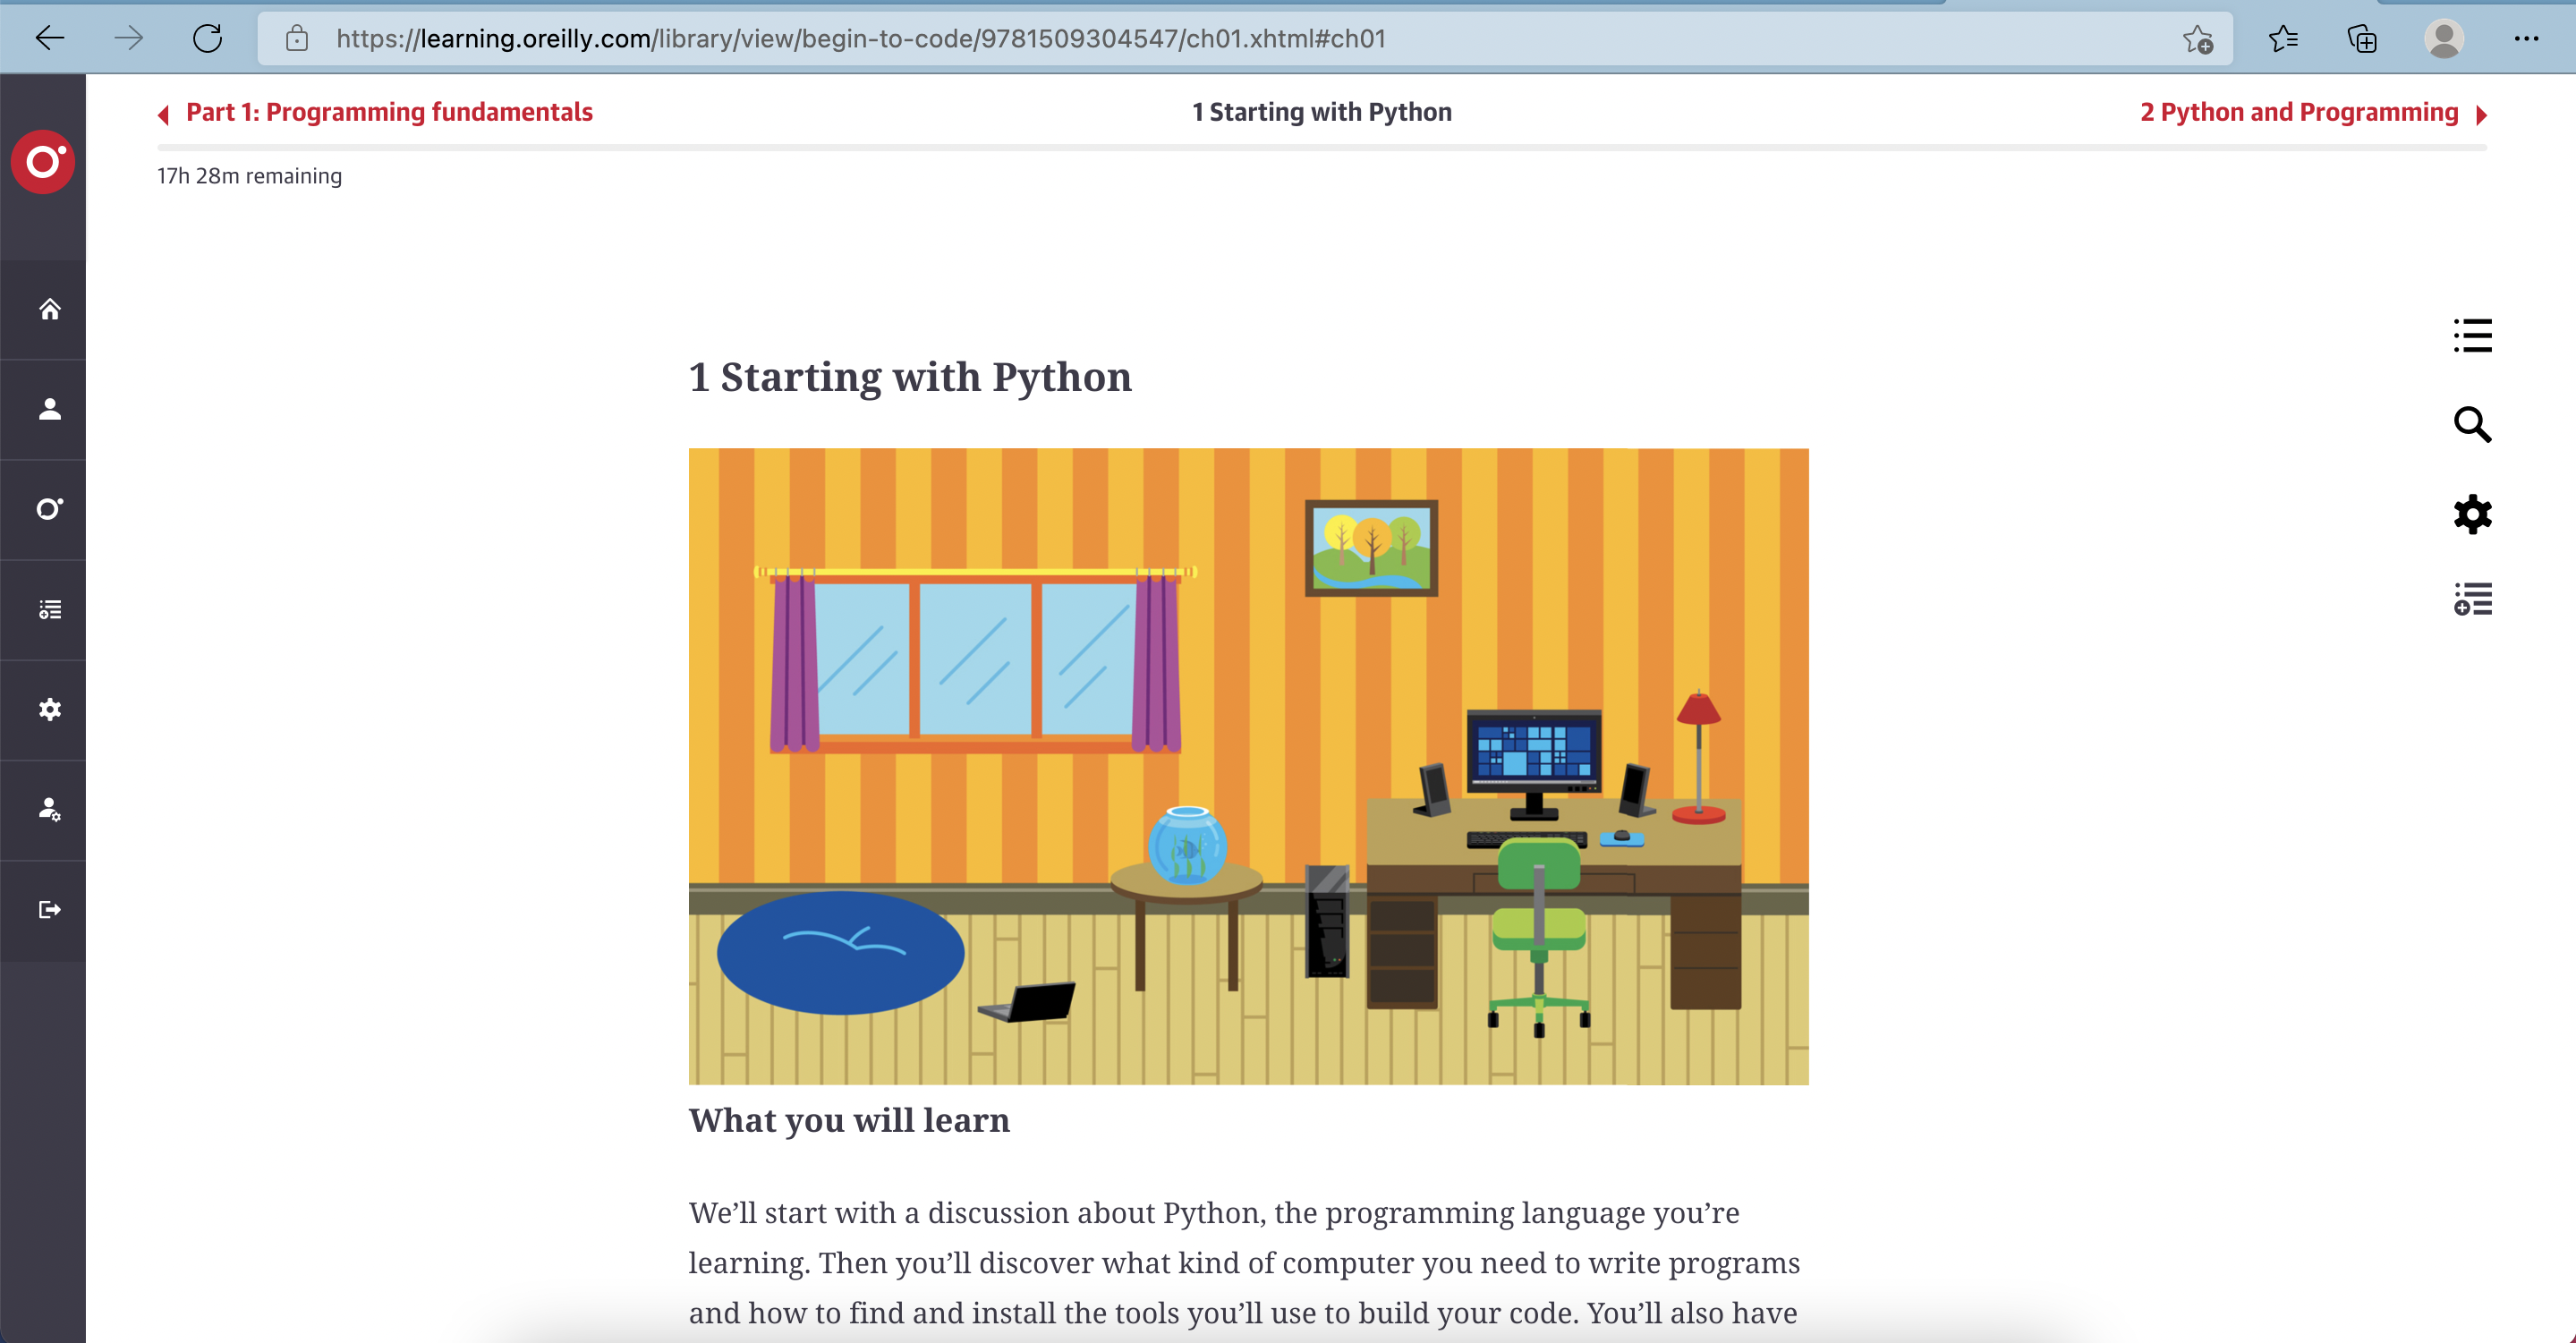 https://learning.oreilly.com/library/view/begin-to-code/9781509304547/ch01.xhtml#ch01
Part 1: Programming fundamentals
1 Starting with Python
2 Python and Programming
17h 28m remaining
1 Starting with Python
What you will learn
We’ll start with a discussion about Python, the programming language you’re
learning. Then you’ll discover what kind of computer you need to write programs
and how to find and install the tools you’ll use to build your code. You’ll also have